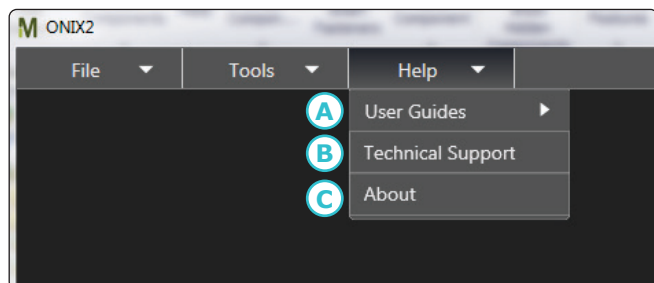 M ONIX2
File Tools Help
A User Guides
B Technical Support
C About